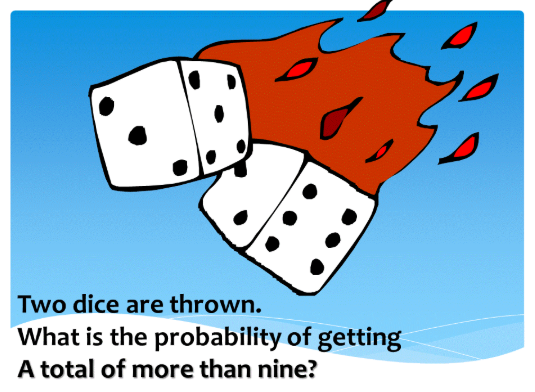 Two dice are thrown.
What is the probability of getting
A total of more than nine?